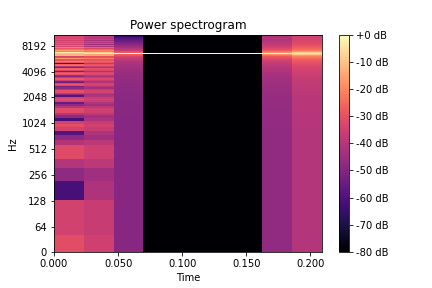 Power spectrogram
8192
4096
2048
1024
512
256
128
64
0
Hz
0.000 0.050 0.100 0.150 0.200
Time
+0 dB
-10 dB
-20 dB
-30 dB
-40 dB
-50 dB
-60 dB
-70 dB
-80 dB